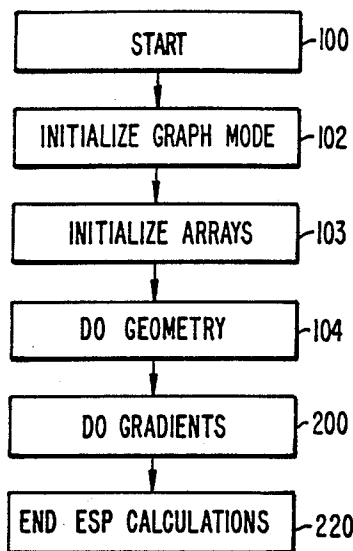 START 100
INITIALIZE GRAPH MODE 102
INITIALIZE ARRAYS 103
DO GEOMETRY 104
DO GRADIENTS 200
END ESP CALCULATIONS 220